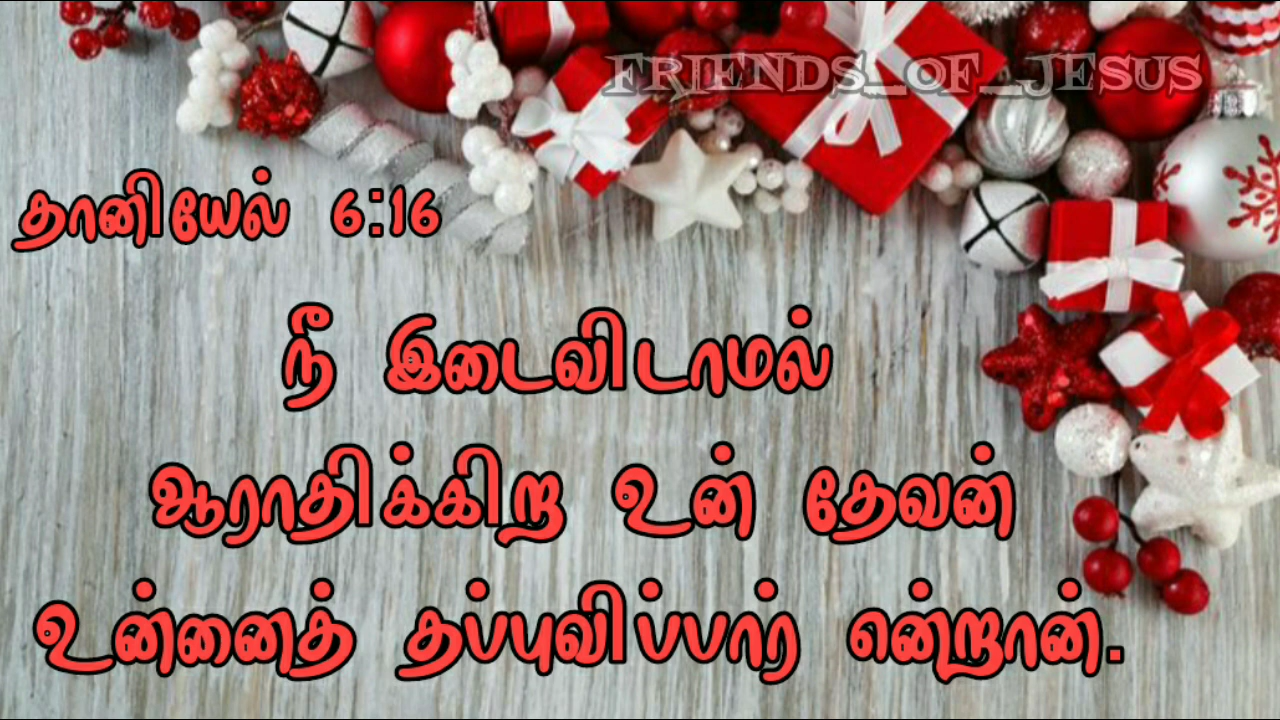 FRIENDS_OF_JESUS
தானியேல் 6:16
நீ இடைவிடாமல்
ஆராதிக்கிற உன் தேவன்
உன்னைத் தப்புவிப்பார் என்றான்.